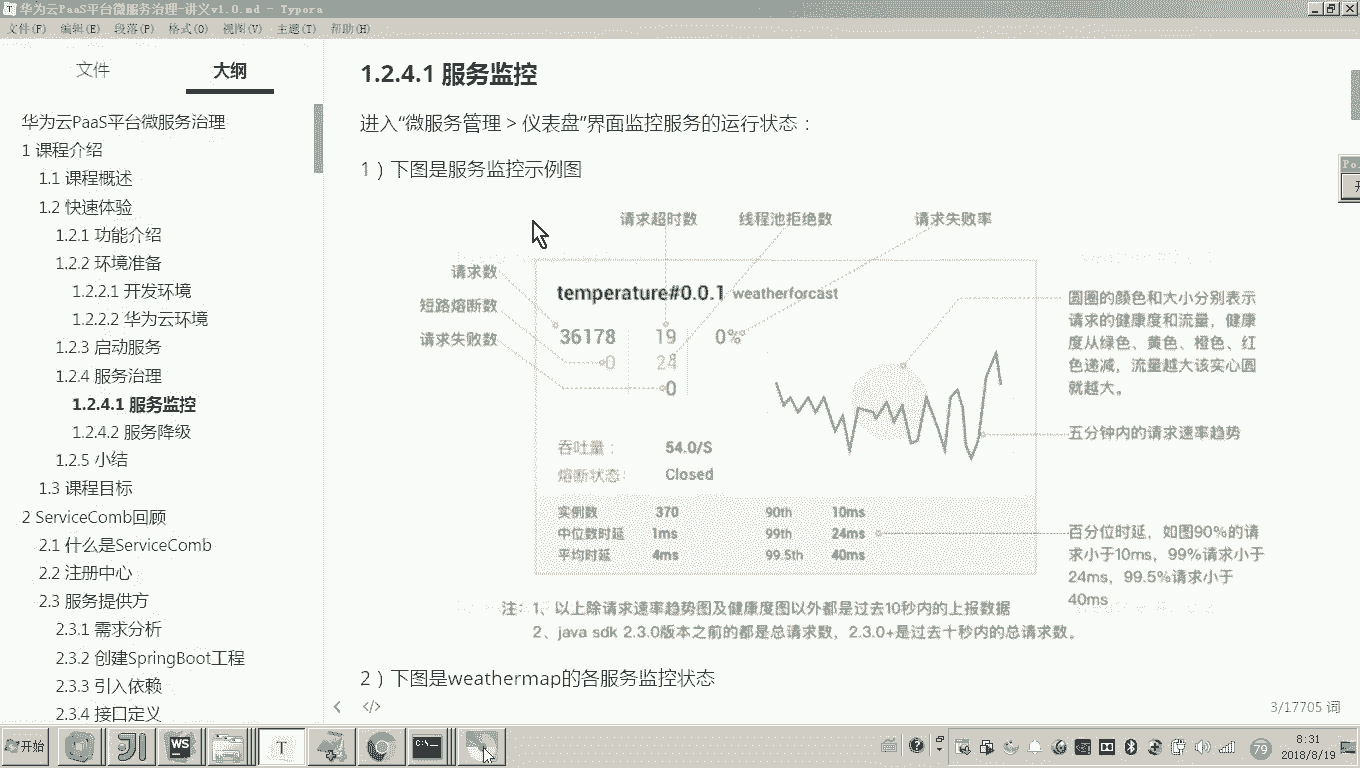 华为云PaaS平台微服务治理-讲义v1.0.md - Typora
文件(F) 编辑(E) 段落(P) 格式(O) 视图(V) 主题(T) 帮助(H)
文件 大纲
华为云PaaS平台微服务治理
1 课程介绍
1.1 课程概述
1.2 快速体验
1.2.1 功能介绍
1.2.2 环境准备
1.2.2.1 开发环境
1.2.2.2 华为云环境
1.2.3 启动服务
1.2.4 服务治理
1.2.4.1 服务监控
1.2.4.2 服务降级
1.2.5 小结
1.3 课程目标
2 ServiceComb回顾
2.1 什么是ServiceComb
2.2 注册中心
2.3 服务提供方
2.3.1 需求分析
2.3.2 创建SpringBoot工程
2.3.3 引入依赖
2.3.4 接口定义
1.2.4.1 服务监控
进入“微服务管理 > 仪表盘”界面监控服务的运行状态：
1）下图是服务监控示例图
请求超时数 线程池拒绝数 请求失败率
请求数
短路熔断数
请求失败数
temperature#0.0.1 weatherforcast
36178 19 0%
0 24
0
吞吐量： 54.0/S
熔断状态： Closed
实例数 370 90th 10ms
中位数时延 1ms 99th 24ms
平均时延 4ms 99.5th 40ms
圆圈的颜色和大小分别表示
请求的健康度和流量，健康
度从绿色、黄色、橙色、红
色递减，流量越大该实心圆
就越大。
五分钟内的请求速率趋势
百分位时延，如图90%的请
求小于10ms，99%请求小于
24ms，99.5%请求小于
40ms
注：1、以上除请求速率趋势图及健康度图以外都是过去10秒内的上报数据
2、java sdk 2.3.0版本之前的都是总请求数，2.3.0+是过去十秒内的总请求数。
2）下图是weathermap的各服务监控状态
3/17705 词
开始
79
8:31
2018/8/19